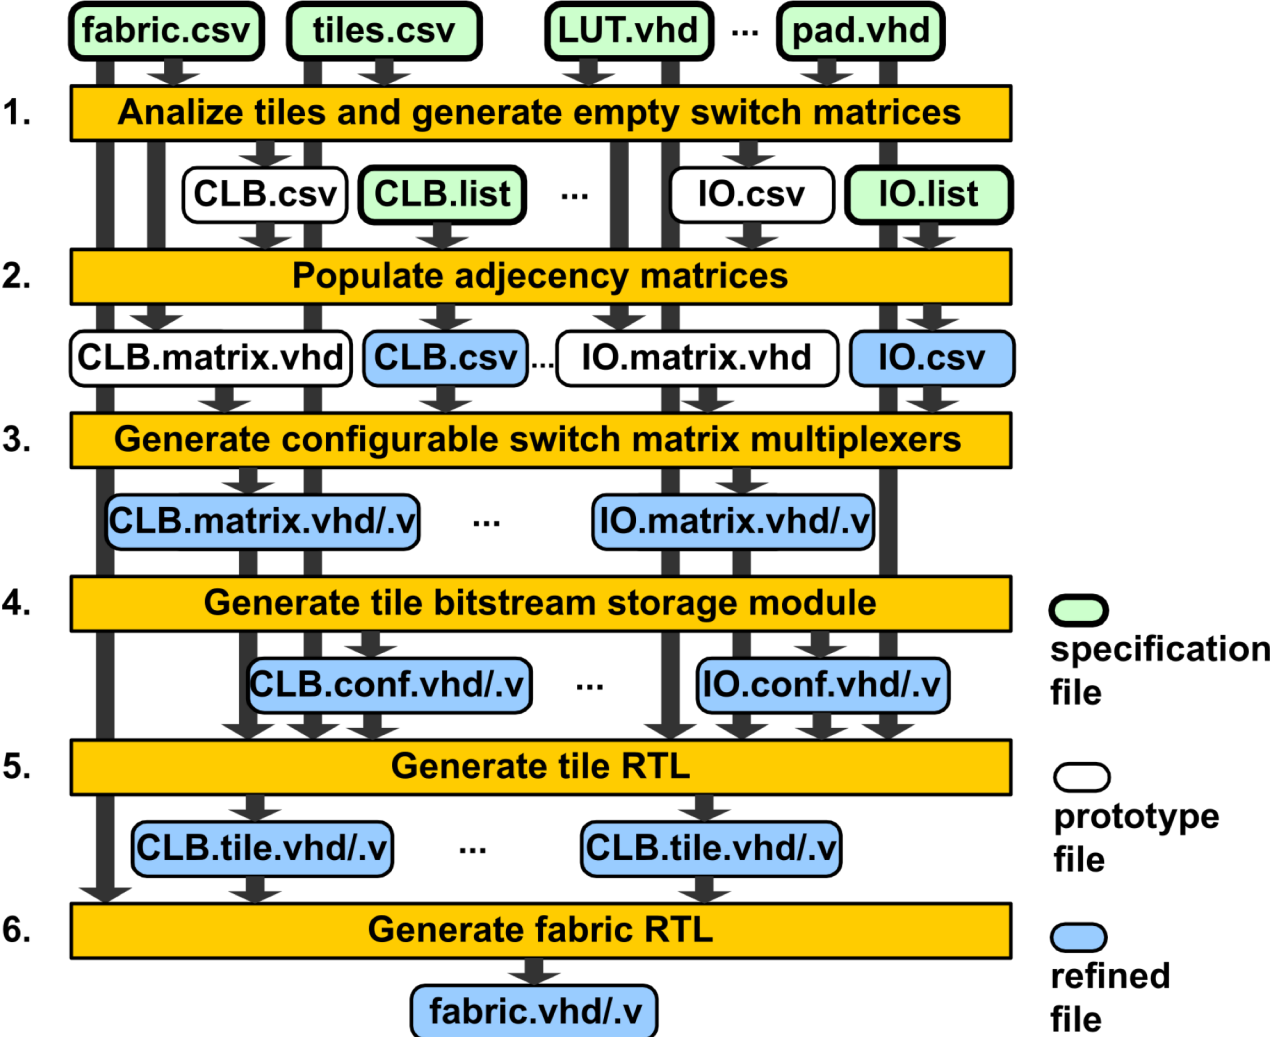 fabric.csv tiles.csv LUT.vhd ... pad.vhd
1. Analize tiles and generate empty switch matrices
CLB.csv CLB.list ... IO.csv IO.list
2. Populate adjecency matrices
CLB.matrix.vhd CLB.csv ... IO.matrix.vhd IO.csv
3. Generate configurable switch matrix multiplexers
CLB.matrix.vhd/.v ... IO.matrix.vhd/.v
4. Generate tile bitstream storage module
CLB.conf.vhd/.v ... IO.conf.vhd/.v
5. Generate tile RTL
CLB.tile.vhd/.v ... CLB.tile.vhd/.v
6. Generate fabric RTL
fabric.vhd/.v
specification
file
prototype
file
refined
file